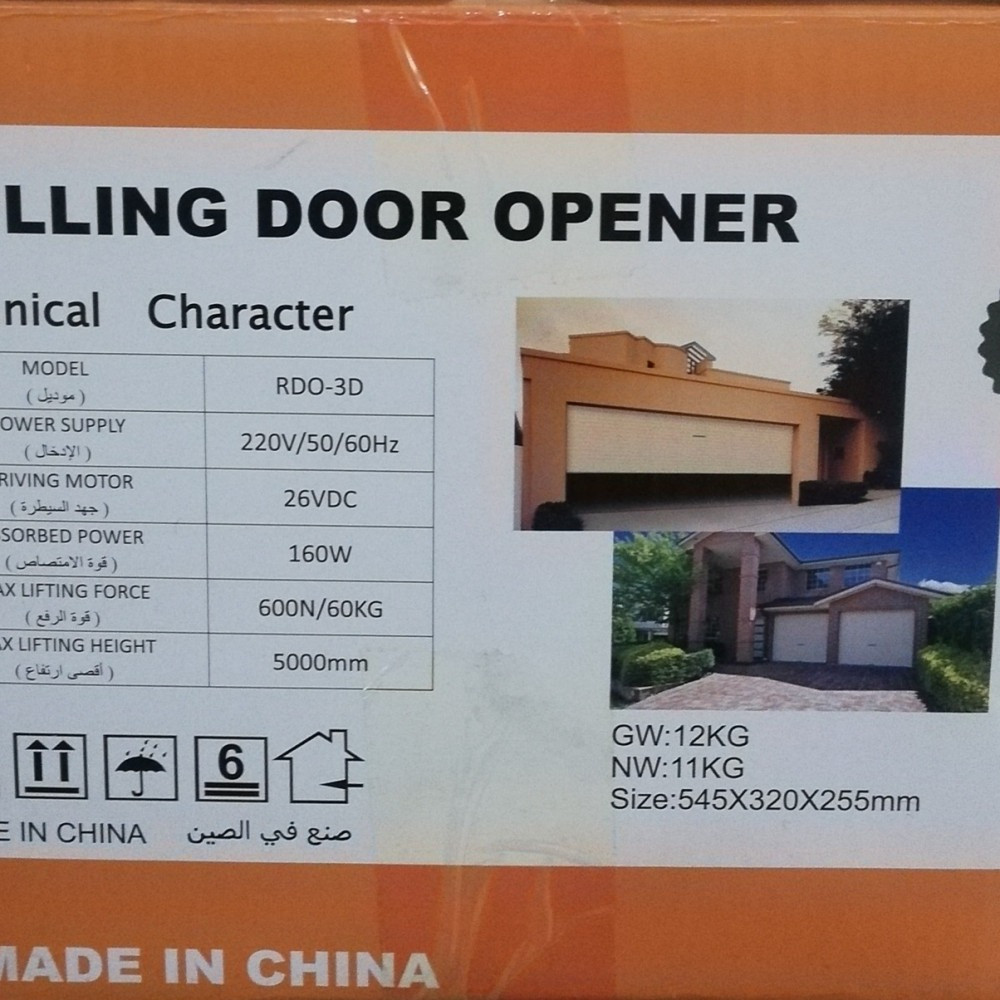 LLING DOOR OPENER
nical Character
MODEL
( موديل )
RDO-3D
OWER SUPPLY
( الإدخال )
220V/50/60Hz
RIVING MOTOR
( جهد السيطرة )
26VDC
SORBED POWER
( قوة الامتصاص )
160W
AX LIFTING FORCE
( قوة الرفع )
600N/60KG
AX LIFTING HEIGHT
( أقصى ارتفاع )
5000mm
6
GW:12KG
NW:11KG
Size:545X320X255mm
E IN CHINA صنع في الصين
MADE IN CHINA